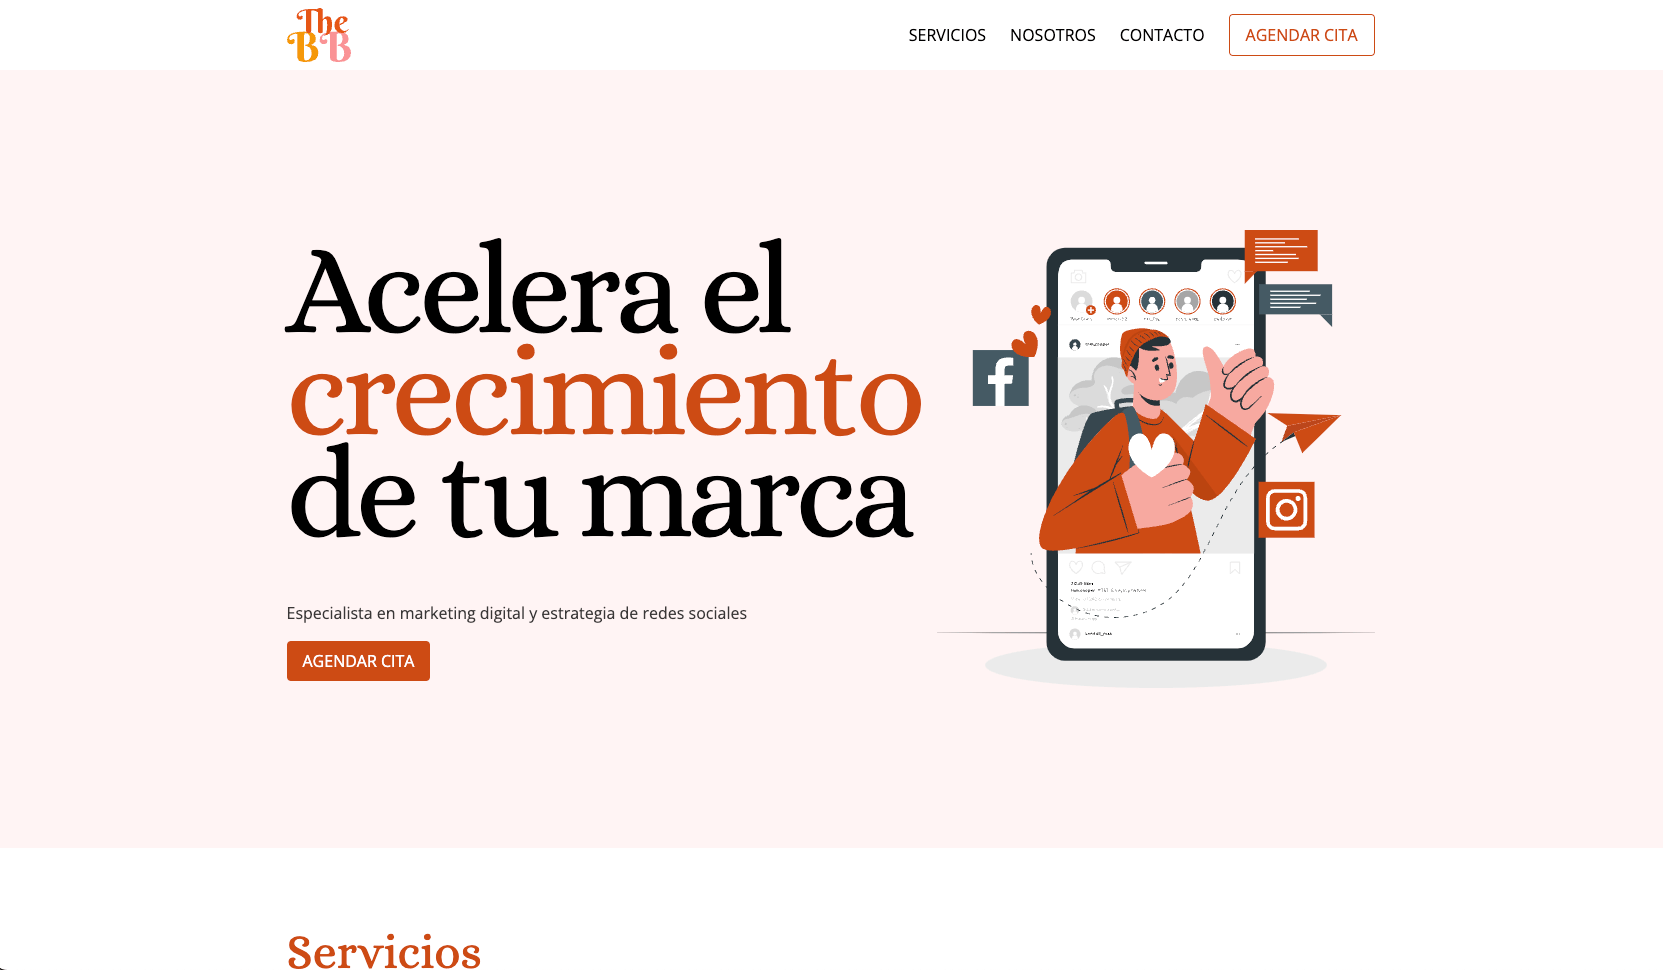 The
BB
SERVICIOS
NOSOTROS
CONTACTO
AGENDAR CITA
Acelera el
crecimiento
de tu marca
Especialista en marketing digital y estrategia de redes sociales
AGENDAR CITA
Servicios